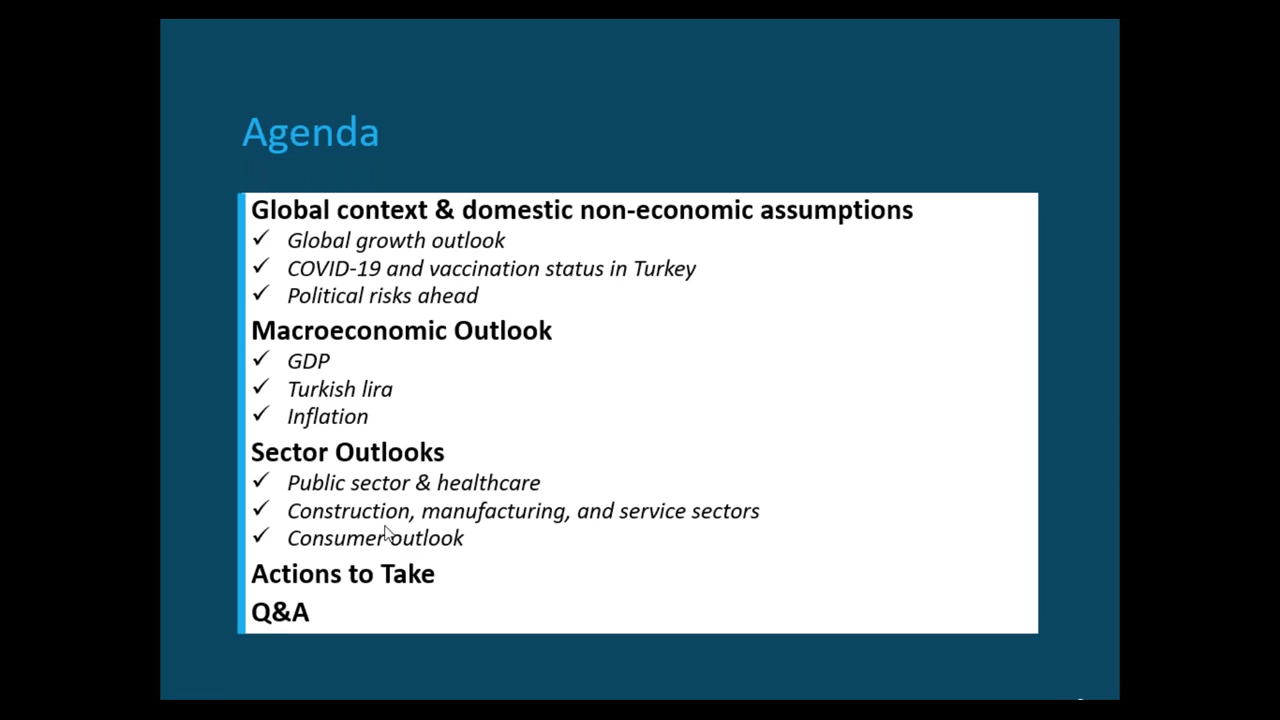 Agenda
Global context & domestic non-economic assumptions
✓ Global growth outlook
✓ COVID-19 and vaccination status in Turkey
✓ Political risks ahead
Macroeconomic Outlook
✓ GDP
✓ Turkish lira
✓ Inflation
Sector Outlooks
✓ Public sector & healthcare
✓ Construction, manufacturing, and service sectors
✓ Consumer outlook
Actions to Take
Q&A